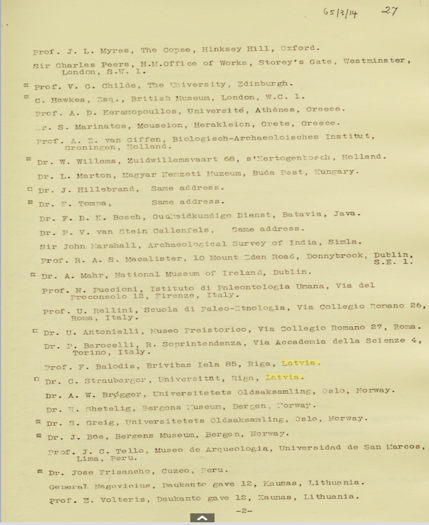 65/3/14 27
Prof. J. L. Myres, The Copse, Hinksey Hill, Oxford.
Sir Charles Peers, H.M.Office of Works, Storey's Gate, Westminster,
London, S.W. 1.
Prof. V. G. Childe, The University, Edinburgh.
C. Hawkes, Esq., British Museum, London, W.C. 1.
Prof. A. D. Keramopoullos, Université, Athènes, Greece.
Dr. S. Marinatos, Mouseion, Herakleion, Crete, Greece.
Prof. A. E. van Giffen, Biologisch-Archaeologisches Institut,
Groningen, Holland.
Dr. W. Willems, Zuidwillemsvaart 68, s'Hertogenbosch, Holland.
Dr. L. Marton, Magyar Nemzeti Muzeum, Buda Pest, Hungary.
Dr. J. Hillebrand, Same address.
Dr. F. Tompa, Same address.
Dr. F. D. K. Bosch, Oudheidkundige Dienst, Batavia, Java.
Dr. P. V. van Stein Callenfels, Same address.
Sir John Marshall, Archaeological Survey of India, Simla.
Prof. R. A. S. Macalister, 10 Mount Eden Road, Donnybrook, Dublin,
S.E. 1.
Dr. A. Mahr, National Museum of Ireland, Dublin.
Prof. N. Puccioni, Istituto di Paleontologia Umana, Via del
Proconsolo 12, Firenze, Italy.
Prof. U. Rellini, Scuola di Paleo-Etnologia, Via Collegio Romano 26,
Roma, Italy.
Dr. U. Antonielli, Museo Preistorico, Via Collegio Romano 27, Roma.
Dr. P. Barocelli, R. Soprintendenza, Via Accademia delle Scienze 4,
Torino, Italy.
Prof. F. Balodis, Brivibas Iela 85, Riga, Latvia.
Dr. C. Strauberger, Universität, Riga, Latvia.
Dr. A. W. Brøgger, Universitetets Oldsaksamling, Oslo, Norway.
Dr. H. Shetelig, Bergens Museum, Bergen, Norway.
Dr. S. Greig, Universitetets Oldsaksamling, Oslo, Norway.
Dr. J. Boe, Bergens Museum, Bergen, Norway.
Prof. J. C. Tello, Museo de Arqueologia, Universidad de San Marcos,
Lima, Peru.
Dr. Jose Frisancho, Cuzco, Peru.
General Nagevicius, Daukanto gave 12, Kaunas, Lithuania.
Prof. E. Volteris, Daukanto gave 12, Kaunas, Lithuania.
-2-